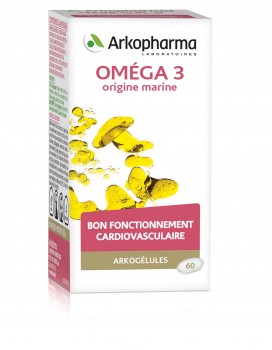 Arkopharma
LABORATOIRES
OMÉGA 3
origine marine
BON FONCTIONNEMENT
CARDIOVASCULAIRE
ARKOGÉLULES
60